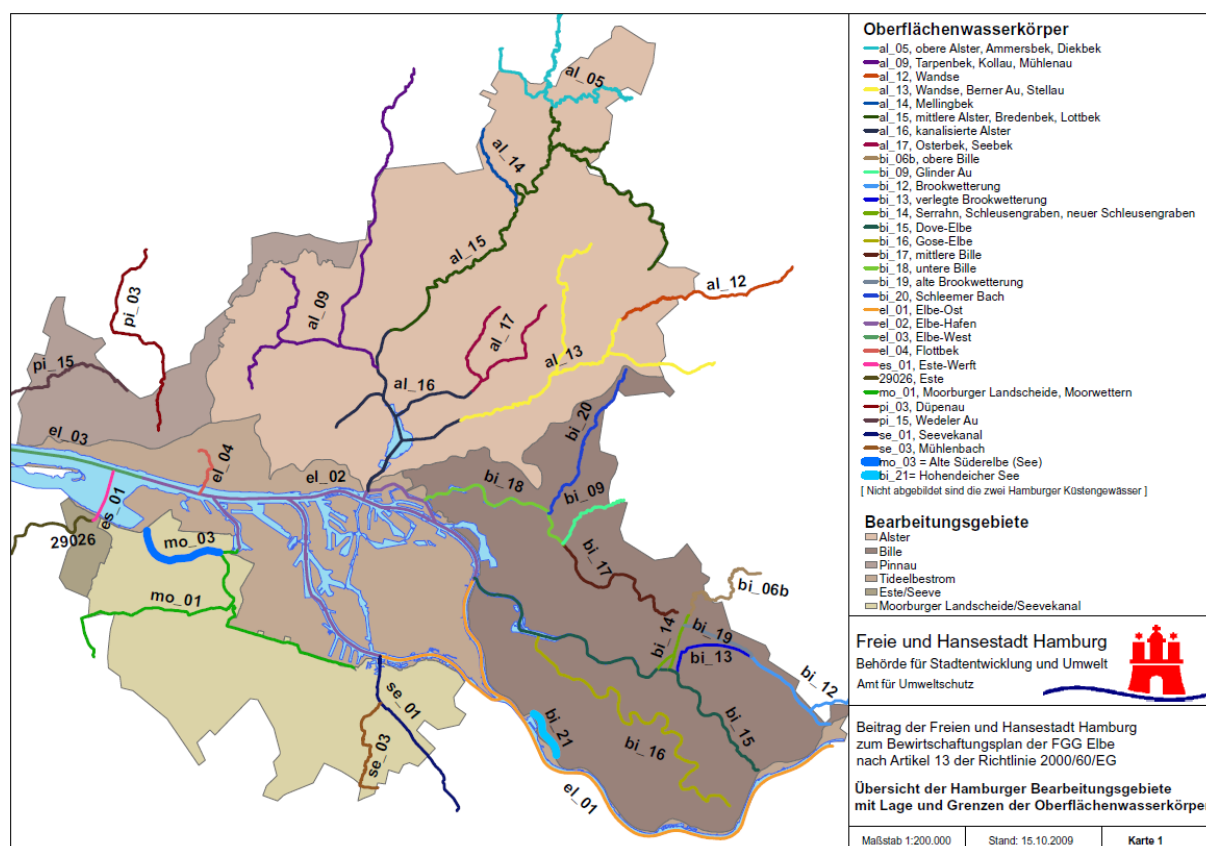 al_05
al_14
al_15
al_12
pi_03
al_09
al_17
al_13
pi_15
al_16
bi_20
el_03
el_04
el_02
bi_18
bi_09
es_01
29026
mo_03
bi_17
bi_06b
mo_01
bi_14
bi_19
bi_13
bi_12
se_01
bi_21
bi_15
bi_16
se_03
el_01
Oberflächenwasserkörper
al_05, obere Alster, Ammersbek, Diekbek
al_09, Tarpenbek, Kollau, Mühlenau
al_12, Wandse
al_13, Wandse, Berner Au, Stellau
al_14, Mellingbek
al_15, mittlere Alster, Bredenbek, Lottbek
al_16, kanalisierte Alster
al_17, Osterbek, Seebek
bi_06b, obere Bille
bi_09, Glinder Au
bi_12, Brookwetterung
bi_13, verlegte Brookwetterung
bi_14, Serrahn, Schleusengraben, neuer Schleusengraben
bi_15, Dove-Elbe
bi_16, Gose-Elbe
bi_17, mittlere Bille
bi_18, untere Bille
bi_19, alte Brookwetterung
bi_20, Schleemer Bach
el_01, Elbe-Ost
el_02, Elbe-Hafen
el_03, Elbe-West
el_04, Flottbek
es_01, Este-Werft
29026, Este
mo_01, Moorburger Landscheide, Moorwettern
pi_03, Düpenau
pi_15, Wedeler Au
se_01, Seevekanal
se_03, Mühlenbach
mo_03 = Alte Süderelbe (See)
bi_21= Hohendeicher See
[ Nicht abgebildet sind die zwei Hamburger Küstengewässer ]
Bearbeitungsgebiete
Alster
Bille
Pinnau
Tideelbestrom
Este/Seeve
Moorburger Landscheide/Seevekanal
Freie und Hansestadt Hamburg
Behörde für Stadtentwicklung und Umwelt
Amt für Umweltschutz
Beitrag der Freien und Hansestadt Hamburg
zum Bewirtschaftungsplan der FGG Elbe
nach Artikel 13 der Richtlinie 2000/60/EG
Übersicht der Hamburger Bearbeitungsgebiete
mit Lage und Grenzen der Oberflächenwasserkörper
Maßstab 1:200.000
Stand: 15.10.2009
Karte 1